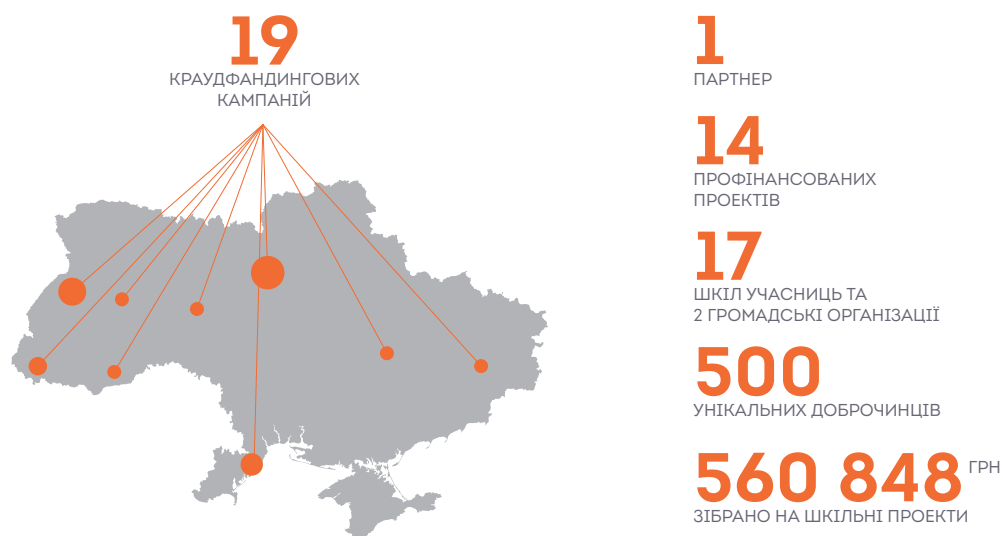 19
КРАУДФАНДИНГОВИХ
КАМПАНІЙ
1
ПАРТНЕР
14
ПРОФІНАНСОВАНИХ
ПРОЕКТІВ
17
ШКІЛ УЧАСНИЦЬ ТА
2 ГРОМАДСЬКІ ОРГАНІЗАЦІЇ
500
УНІКАЛЬНИХ ДОБРОЧИНЦІВ
560 848 ГРН
ЗІБРАНО НА ШКІЛЬНІ ПРОЕКТИ